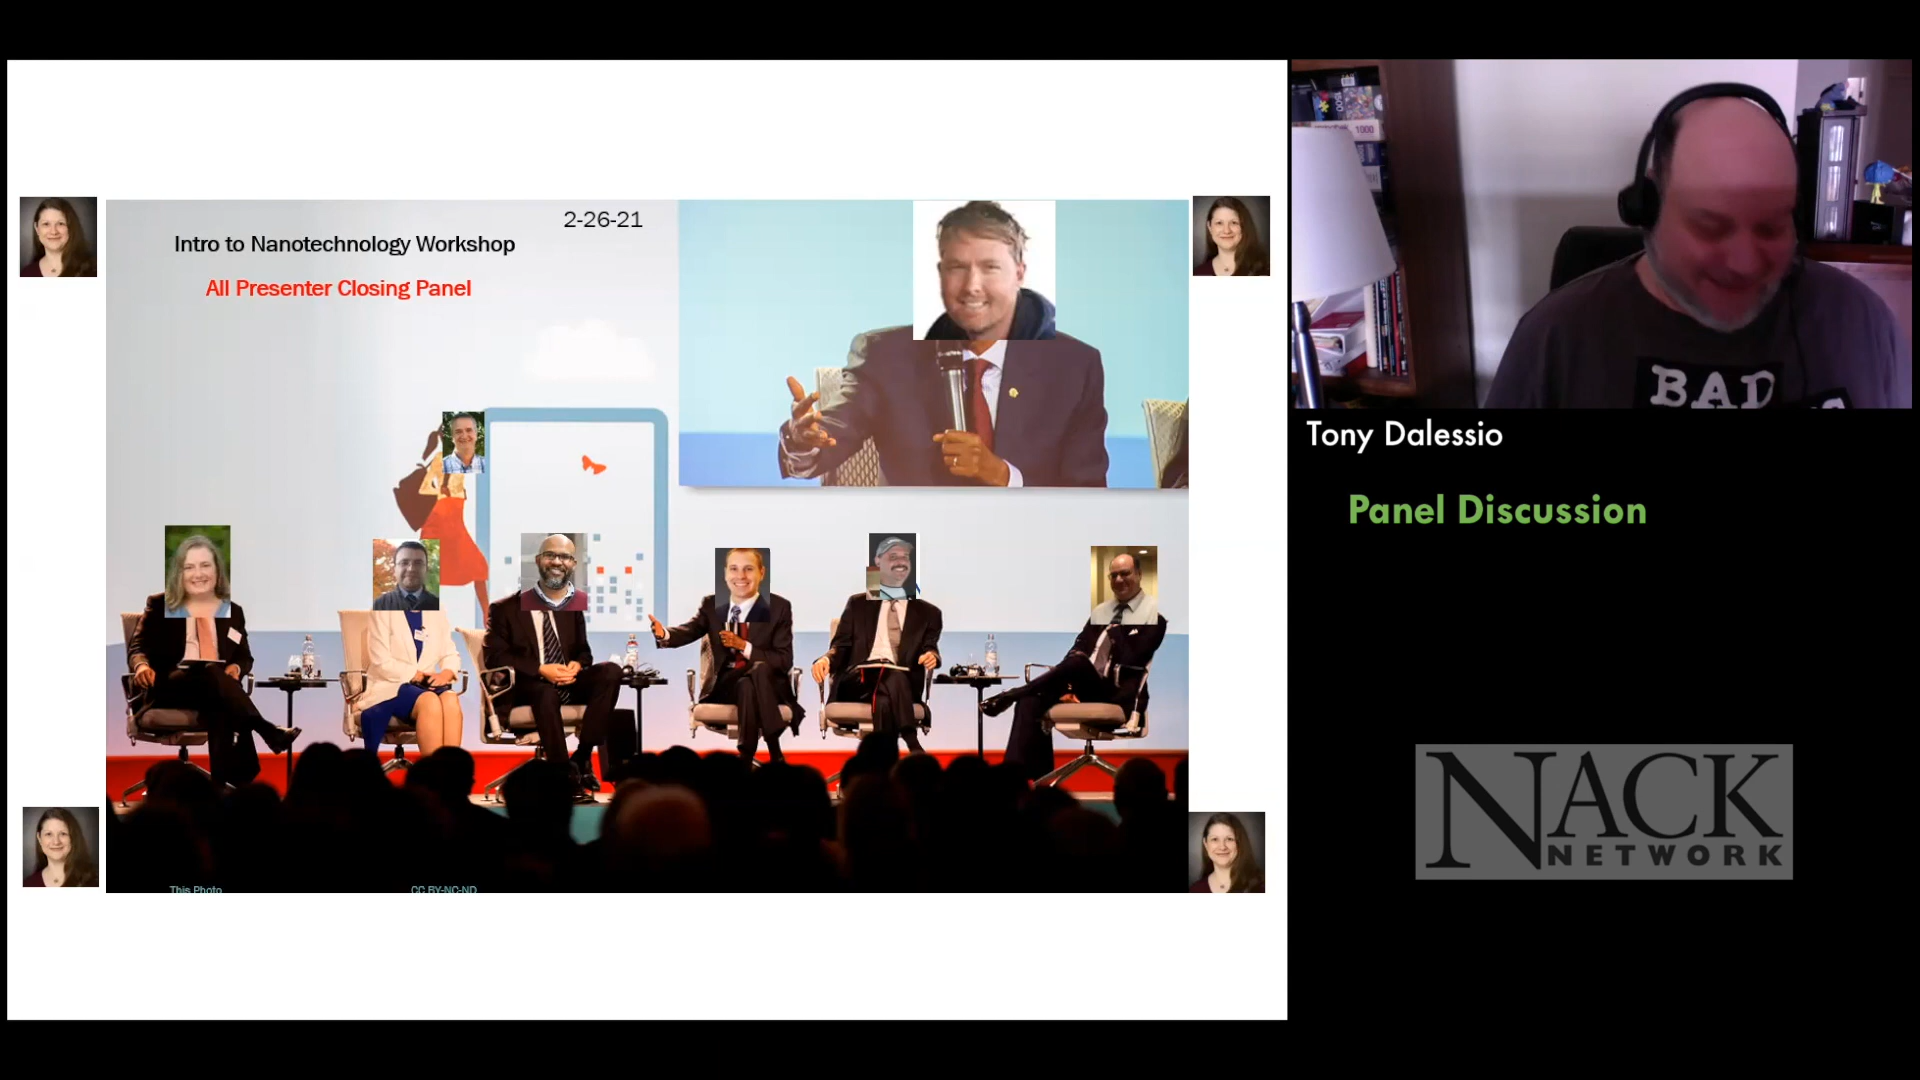 2-26-21
Intro to Nanotechnology Workshop
All Presenter Closing Panel
This Photo
CC BY-NC-ND
1000
BAD
Tony Dalessio
Panel Discussion
NACK
NETWORK